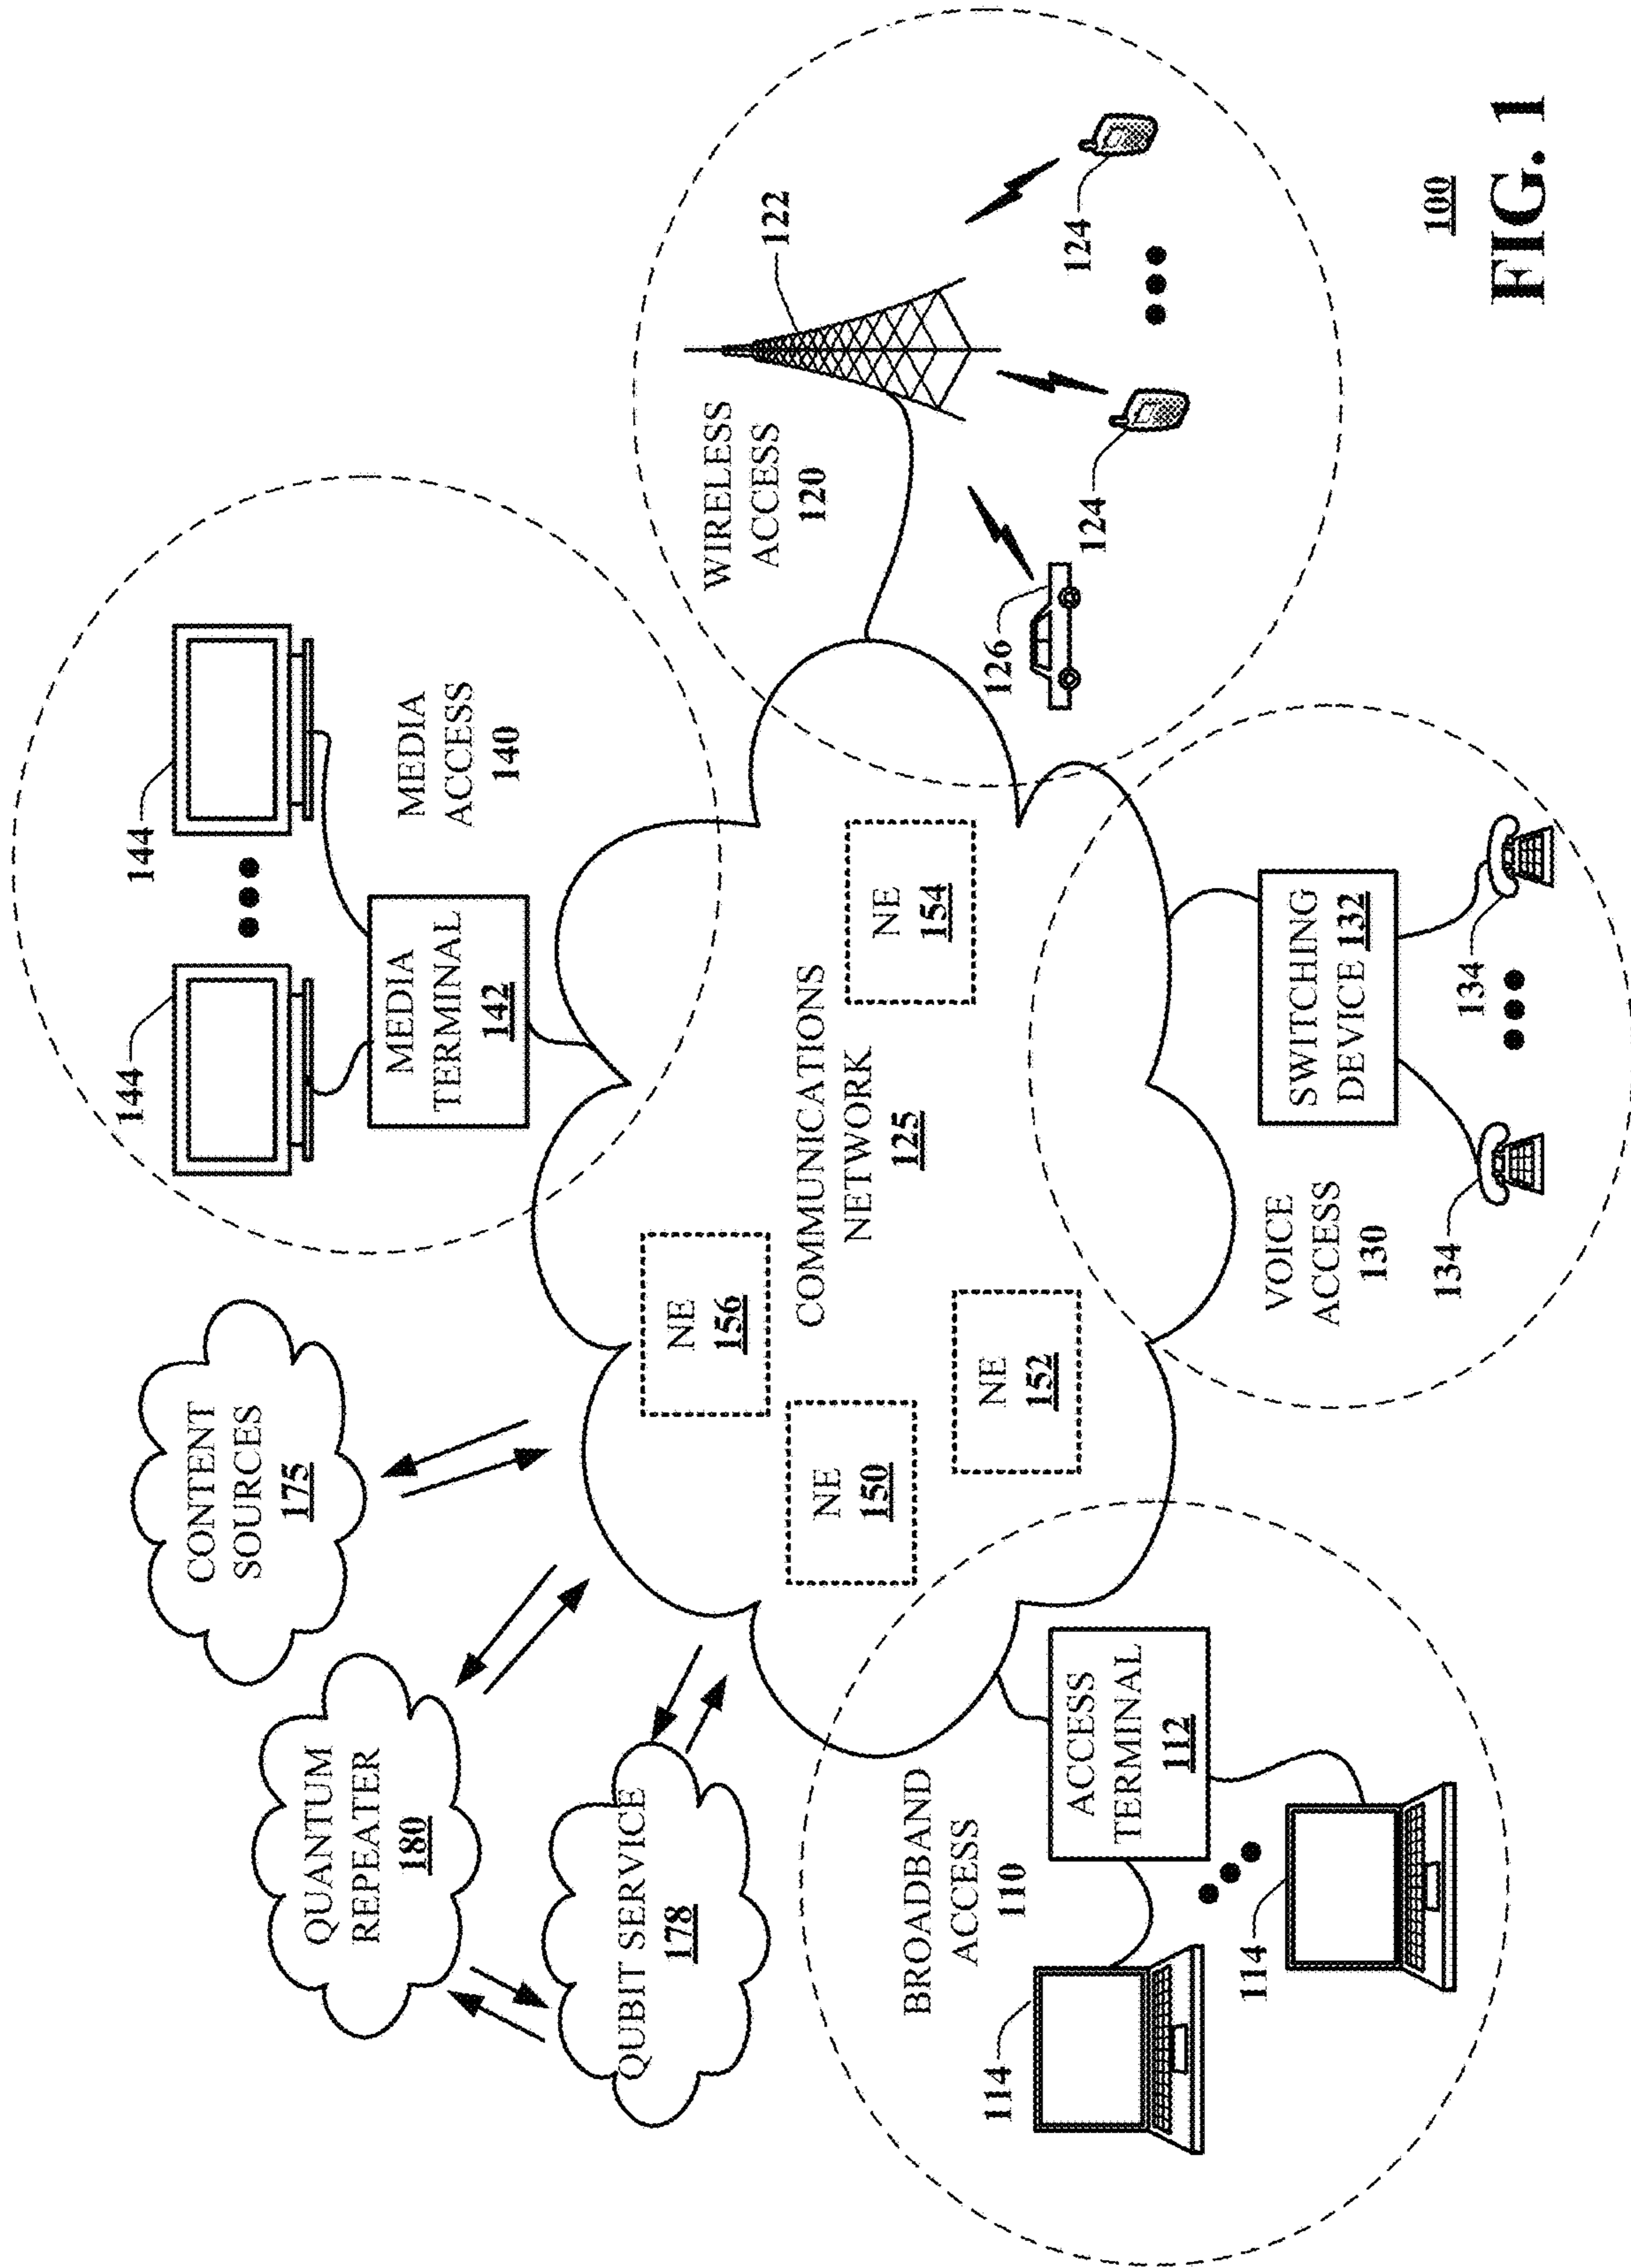 CONTENT
SOURCES
175
QUANTUM
REPEATER
180
QUBIT SERVICE
178
144
144
MEDIA
TERMINAL
142
MEDIA
ACCESS
140
NE
156
NE
150
NE
152
NE
154
COMMUNICATIONS
NETWORK
125
WIRELESS
ACCESS
120
122
124
124
126
BROADBAND
ACCESS
110
ACCESS
TERMINAL
112
114
114
VOICE
ACCESS
130
SWITCHING
DEVICE 132
134
134
100
FIG. 1